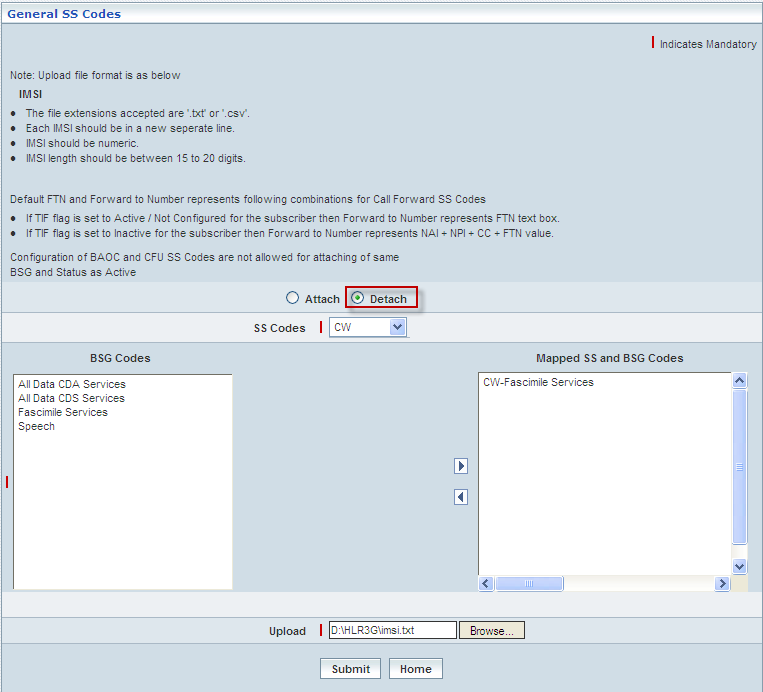 General SS Codes
Indicates Mandatory
Note: Upload file format is as below
IMSI
• The file extensions accepted are '.txt' or '.csv'.
• Each IMSI should be in a new seperate line.
• IMSI should be numeric.
• IMSI length should be between 15 to 20 digits.
Default FTN and Forward to Number represents following combinations for Call Forward SS Codes
• If TIF flag is set to Active / Not Configured for the subscriber then Forward to Number represents FTN text box.
• If TIF flag is set to Inactive for the subscriber then Forward to Number represents NAI + NPI + CC + FTN value.
Configuration of BAOC and CFU SS Codes are not allowed for attaching of same
BSG and Status as Active
Attach Detach
SS Codes CW
BSG Codes
All Data CDA Services
All Data CDS Services
Fascimile Services
Speech
Mapped SS and BSG Codes
CW-Fascimile Services
Upload D:\HLR3G\imsi.txt Browse...
Submit Home